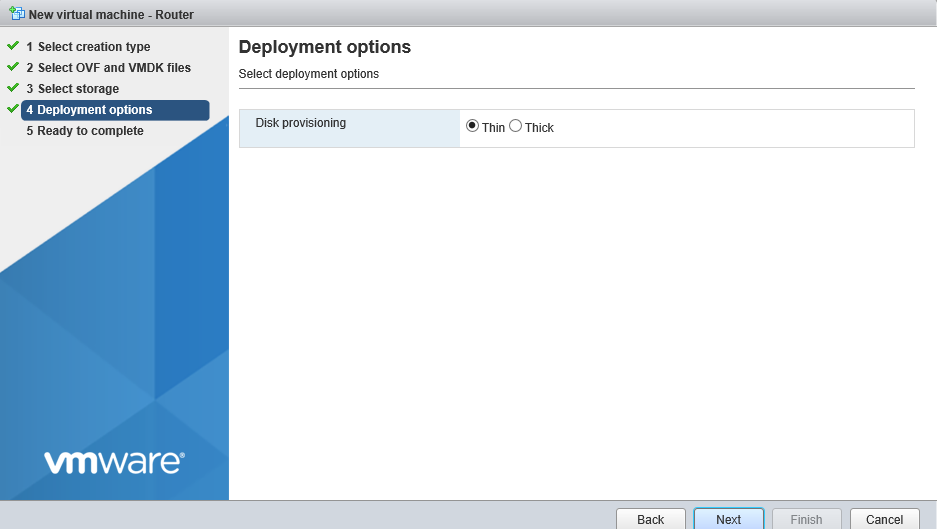 New virtual machine - Router
1 Select creation type
2 Select OVF and VMDK files
3 Select storage
4 Deployment options
5 Ready to complete
Deployment options
Select deployment options
Disk provisioning
Thin Thick
vmware®
Back Next Finish Cancel